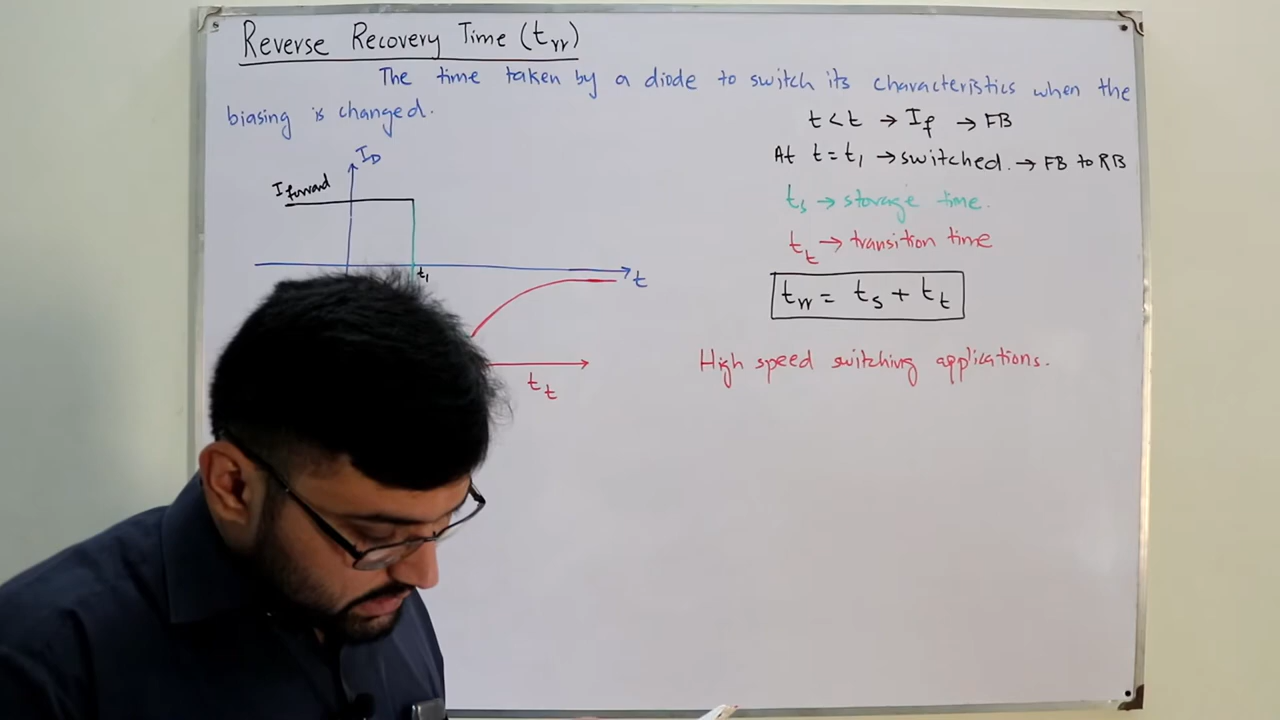 Reverse Recovery Time (trr)
The time taken by a diode to switch its characteristics when the
biasing is changed.
t < t → If → FB
At t = t1 → switched. → FB to RB
ts → storage time.
tt → transition time
trr = ts + tt
High speed switching applications.
ID
Iforward
t1
t
tt